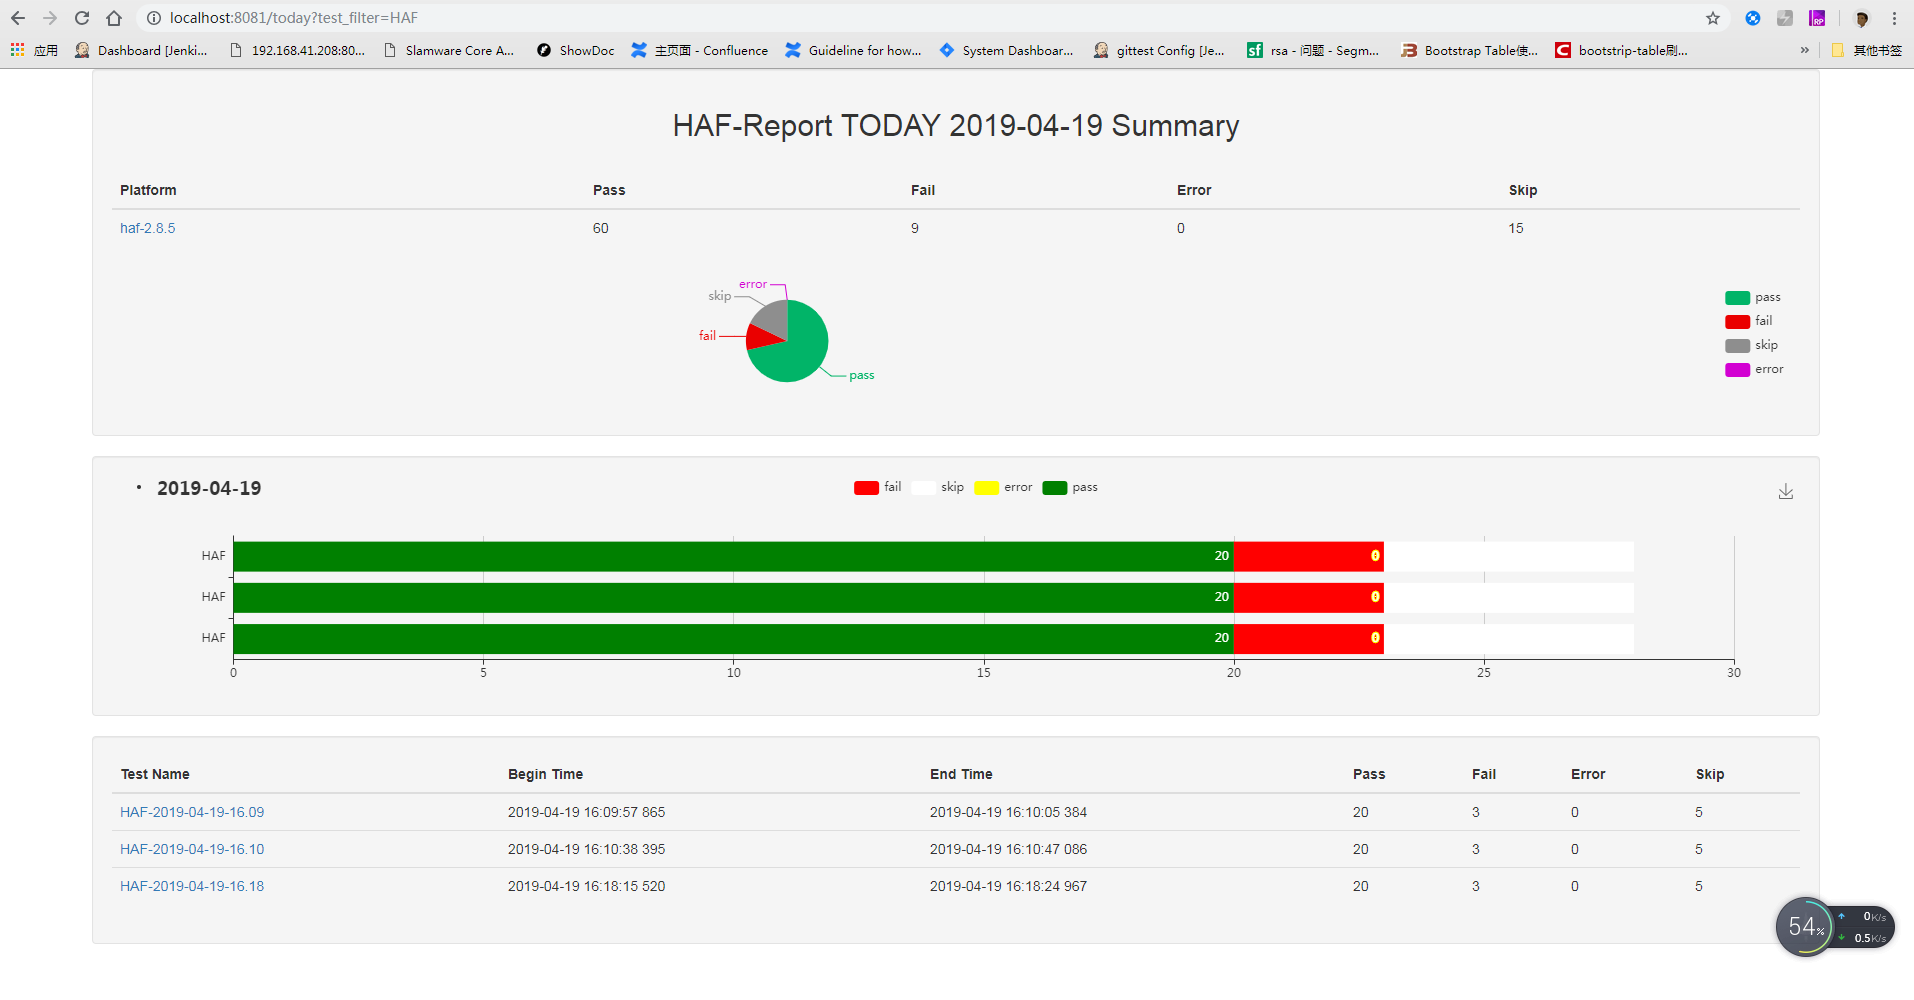 localhost:8081/today?test_filter=HAF
应用 Dashboard [Jenki... 192.168.41.208:80... Slamware Core A... ShowDoc 主页面 - Confluence Guideline for how... System Dashboar... gittest Config [Je... sf rsa - 问题 - Segm... Bootstrap Table使... bootstrip-table刷... » 其他书签
HAF-Report TODAY 2019-04-19 Summary
Platform Pass Fail Error Skip
haf-2.8.5 60 9 0 15
error
skip
fail
pass
pass
fail
skip
error
• 2019-04-19
fail skip error pass
HAF 20
HAF 20
HAF 20
0 5 10 15 20 25 30
Test Name Begin Time End Time Pass Fail Error Skip
HAF-2019-04-19-16.09 2019-04-19 16:09:57 865 2019-04-19 16:10:05 384 20 3 0 5
HAF-2019-04-19-16.10 2019-04-19 16:10:38 395 2019-04-19 16:10:47 086 20 3 0 5
HAF-2019-04-19-16.18 2019-04-19 16:18:15 520 2019-04-19 16:18:24 967 20 3 0 5
54% 0K/s
0.5K/s